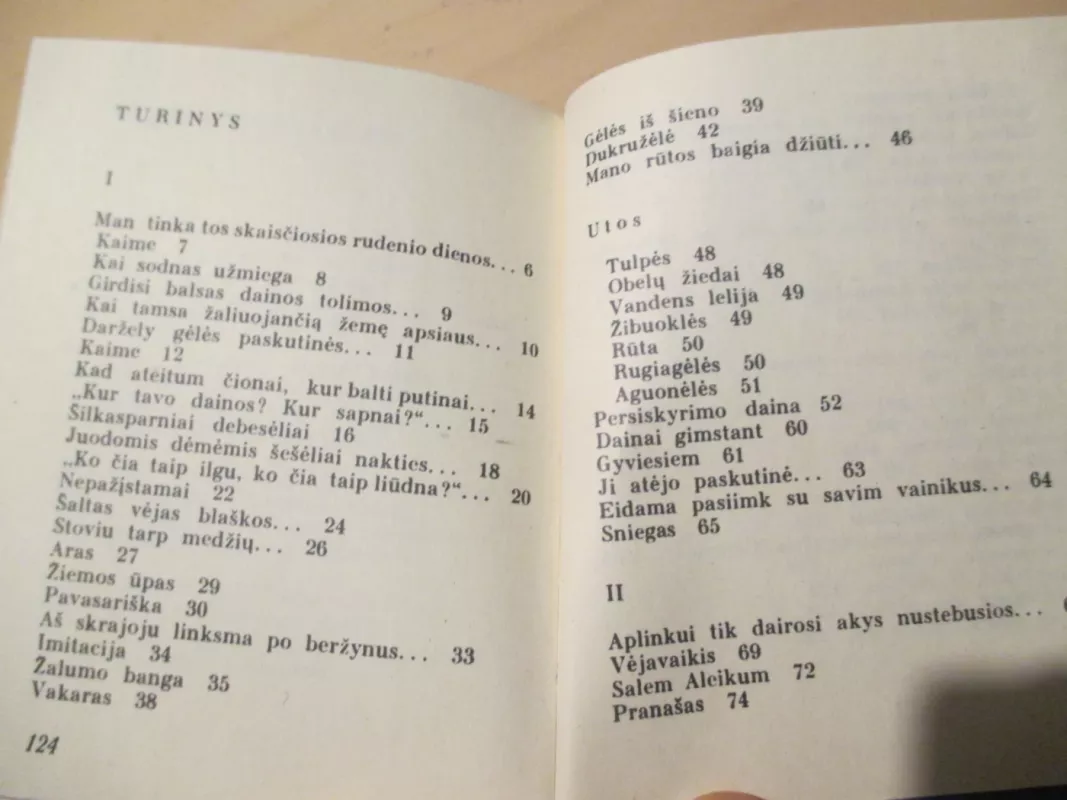 TURINYS
I
Man tinka tos skaisčiosios rudenio dienos... 6
Kaime 7
Kai sodnas užmiega 8
Girdisi balsas dainos tolimos... 9
Kai tamsa žaliuojančią žemę apsiaus... 10
Daržely gėlės paskutinės... 11
Kaime 12
Kad ateitum čionai, kur balti putinai... 14
„Kur tavo dainos? Kur sapnai?“... 15
Šilkasparniai debesėliai 16
Juodomis dėmėmis šešėliai nakties... 18
„Ko čia taip ilgu, ko čia taip liūdna?“... 20
Nepažįstamai 22
Šaltas vėjas blaškos... 24
Stoviu tarp medžių... 26
Aras 27
Žiemos ūpas 29
Pavasariška 30
Aš skrajoju linksma po beržynus... 33
Imitacija 34
Žalumo banga 35
Vakaras 38
124
Gėlės iš šieno 39
Dukružėlė 42
Mano rūtos baigia džiūti... 46
Utos
Tulpės 48
Obelų žiedai 48
Vandens lelija 49
Žibuoklės 49
Rūta 50
Rugiagėlės 50
Aguonėlės 51
Persiskyrimo daina 52
Dainai gimstant 60
Gyviesiem 61
Ji atėjo paskutinė... 63
Eidama pasiimk su savim vainikus... 64
Sniegas 65
II
Aplinkui tik dairosi akys nustebusios...
Vėjavaikis 69
Salem Aleikum 72
Pranašas 74